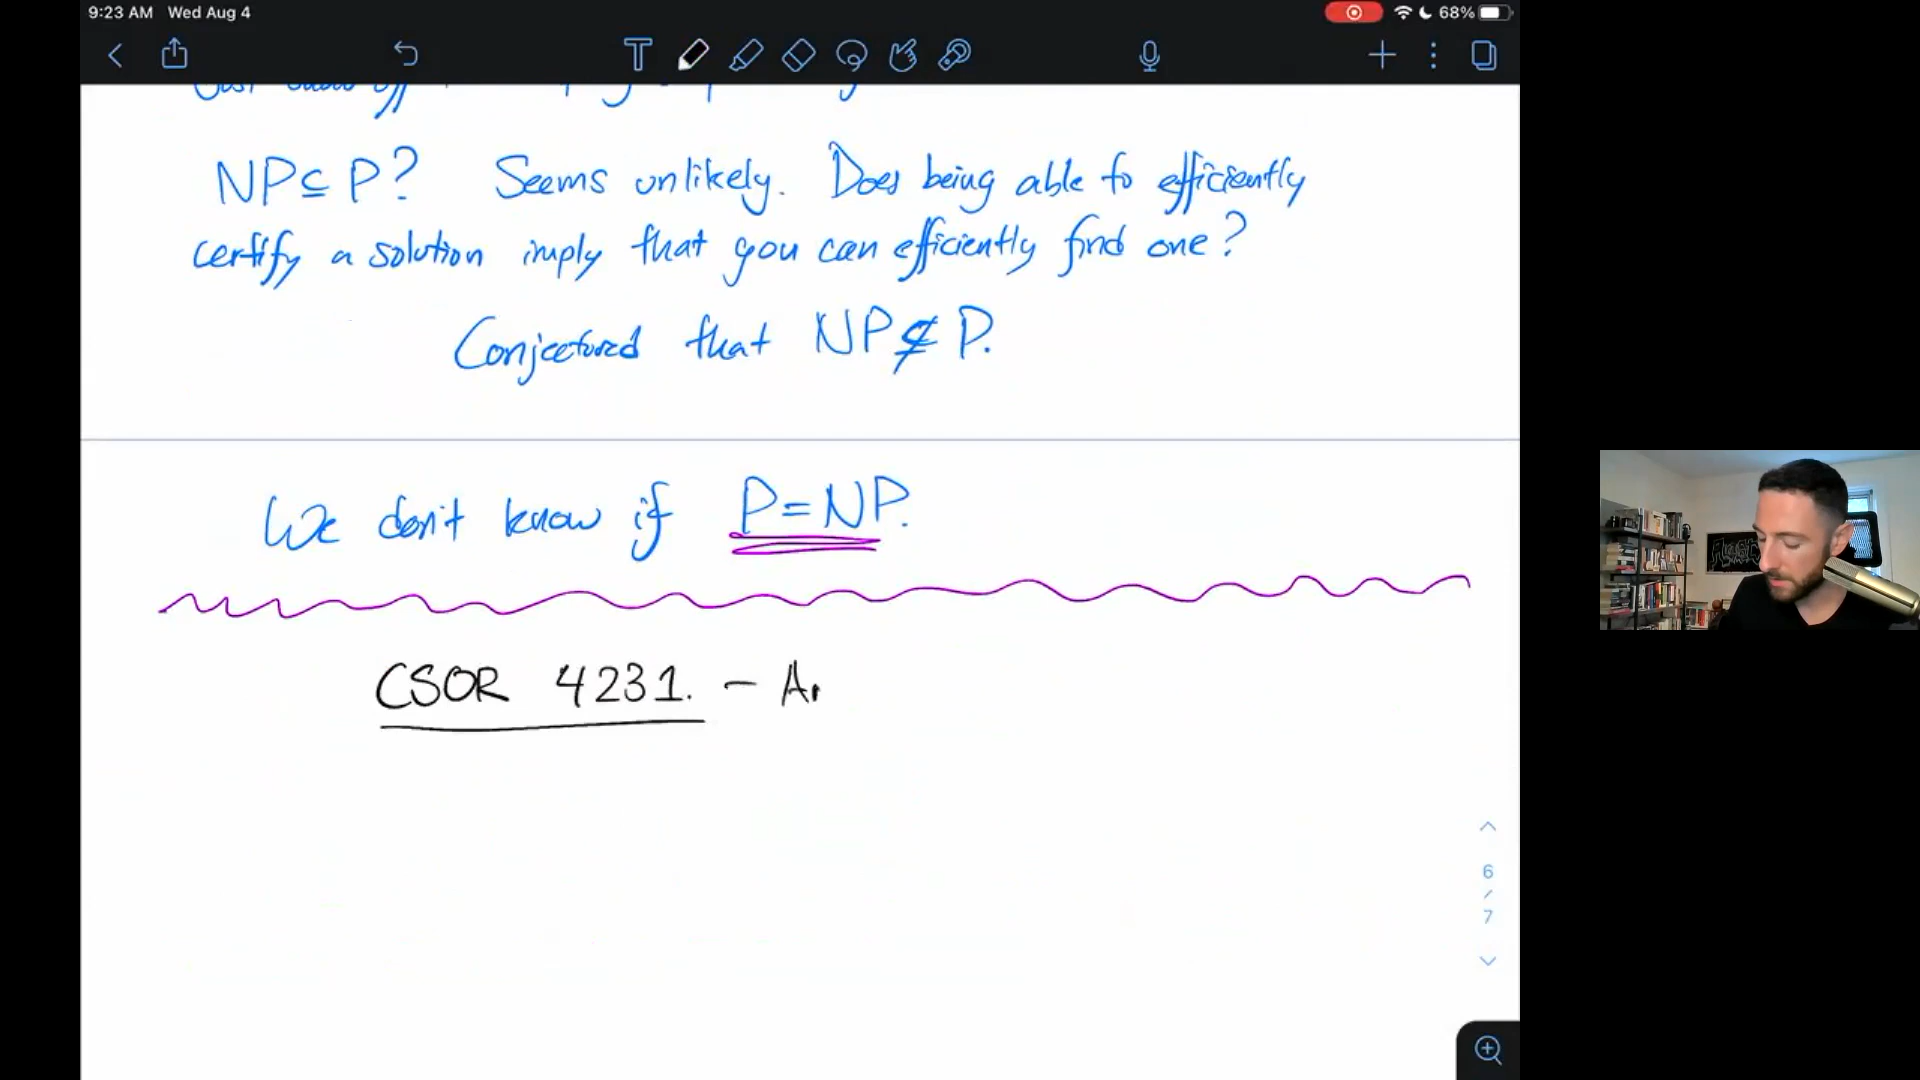 9:23 AM Wed Aug 4
68%
NP ⊆ P? Seems unlikely. Does being able to efficiently
certify a solution imply that you can efficiently find one?
Conjectured that NP ⊈ P.
We don't know if P=NP.
CSOR 4231. - A
6
/
7